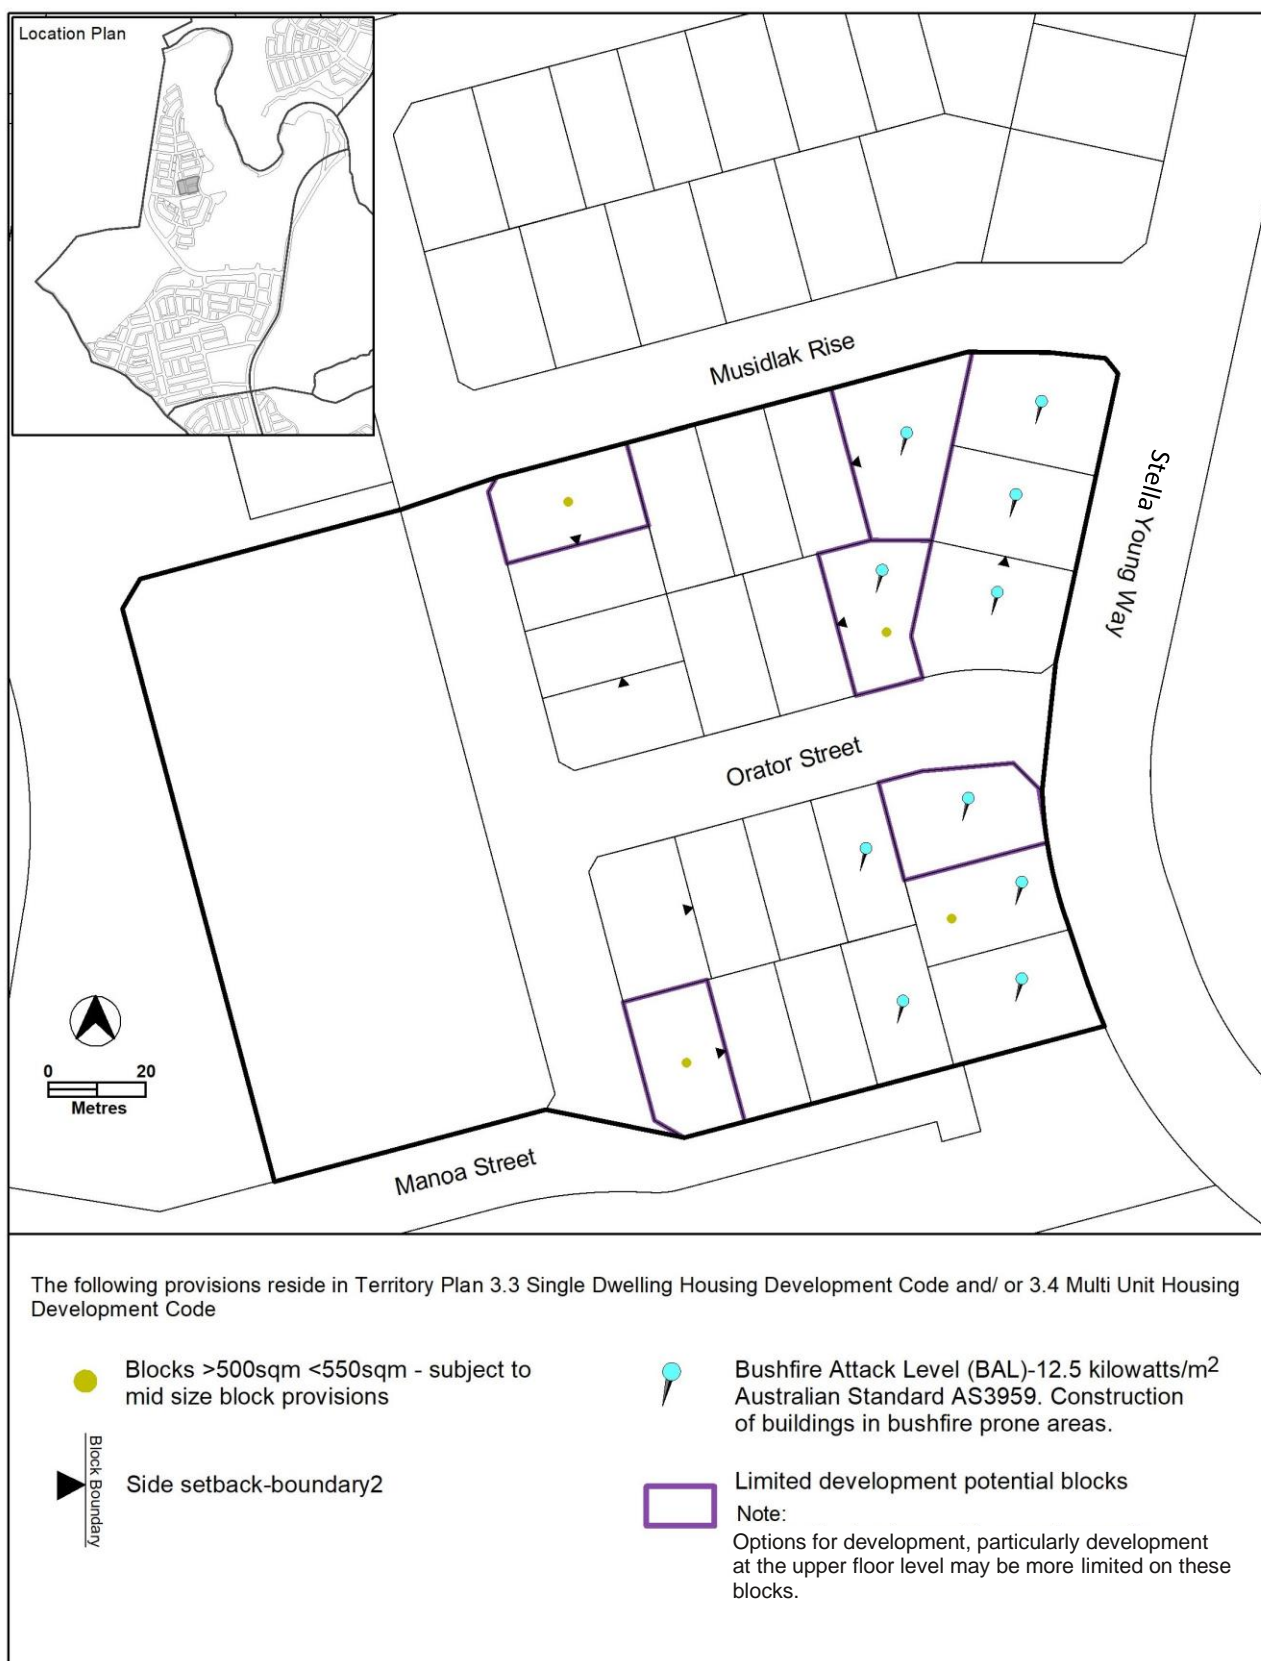 Location Plan
Musidlak Rise
Stella Young Way
Orator Street
0 20
Metres
Manoa Street
The following provisions reside in Territory Plan 3.3 Single Dwelling Housing Development Code and/ or 3.4 Multi Unit Housing
Development Code
Blocks >500sqm <550sqm - subject to
mid size block provisions
Block Boundary
Side setback-boundary2
Bushfire Attack Level (BAL)-12.5 kilowatts/m²
Australian Standard AS3959. Construction
of buildings in bushfire prone areas.
Limited development potential blocks
Note:
Options for development, particularly development
at the upper floor level may be more limited on these
blocks.